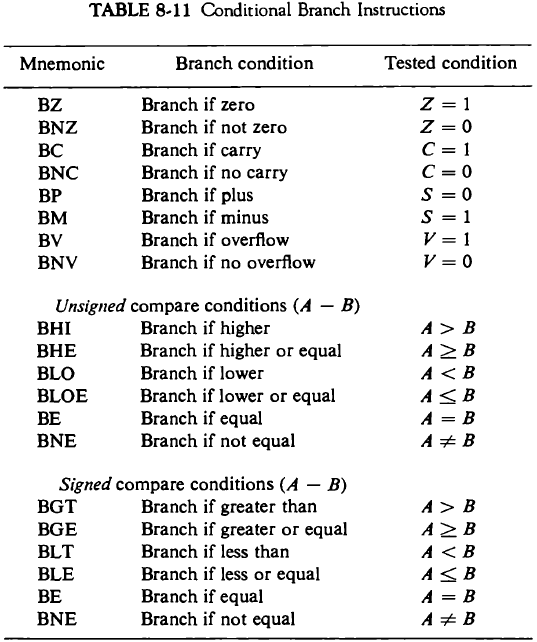 TABLE 8-11 Conditional Branch Instructions
Mnemonic Branch condition Tested condition
BZ Branch if zero Z = 1
BNZ Branch if not zero Z = 0
BC Branch if carry C = 1
BNC Branch if no carry C = 0
BP Branch if plus S = 0
BM Branch if minus S = 1
BV Branch if overflow V = 1
BNV Branch if no overflow V = 0
Unsigned compare conditions (A − B)
BHI Branch if higher A > B
BHE Branch if higher or equal A ≥ B
BLO Branch if lower A < B
BLOE Branch if lower or equal A ≤ B
BE Branch if equal A = B
BNE Branch if not equal A ≠ B
Signed compare conditions (A − B)
BGT Branch if greater than A > B
BGE Branch if greater or equal A ≥ B
BLT Branch if less than A < B
BLE Branch if less or equal A ≤ B
BE Branch if equal A = B
BNE Branch if not equal A ≠ B